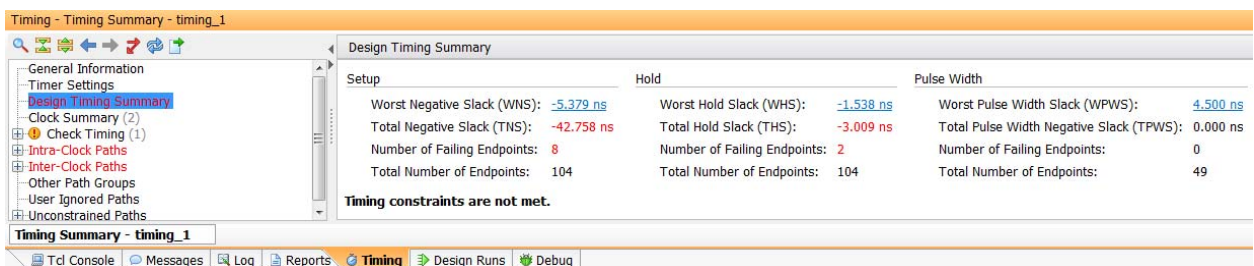 Timing - Timing Summary - timing_1
General Information
Timer Settings
Design Timing Summary
Clock Summary (2)
Check Timing (1)
Intra-Clock Paths
Inter-Clock Paths
Other Path Groups
User Ignored Paths
Unconstrained Paths
Design Timing Summary
Setup
Worst Negative Slack (WNS): -5.379 ns
Total Negative Slack (TNS): -42.758 ns
Number of Failing Endpoints: 8
Total Number of Endpoints: 104
Hold
Worst Hold Slack (WHS): -1.538 ns
Total Hold Slack (THS): -3.009 ns
Number of Failing Endpoints: 2
Total Number of Endpoints: 104
Pulse Width
Worst Pulse Width Slack (WPWS): 4.500 ns
Total Pulse Width Negative Slack (TPWS): 0.000 ns
Number of Failing Endpoints: 0
Total Number of Endpoints: 49
Timing constraints are not met.
Timing Summary - timing_1
Tcl Console Messages Log Reports Timing Design Runs Debug